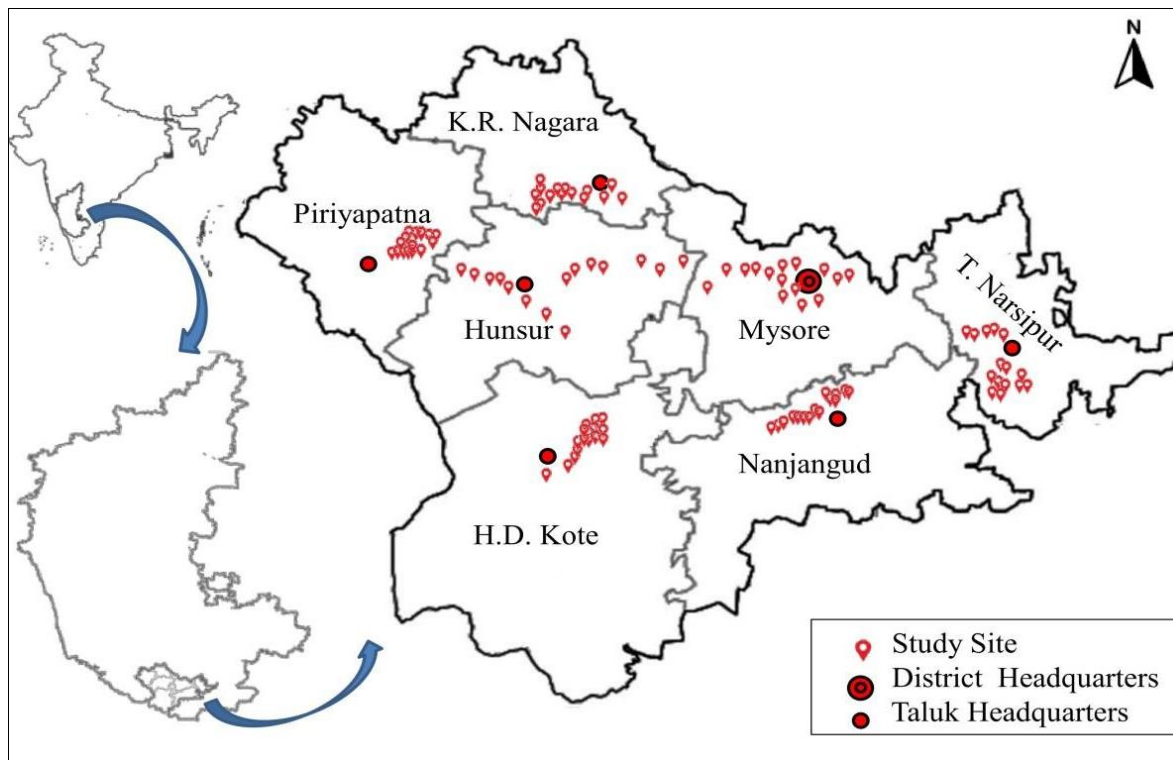 N
K.R. Nagara
Piriyapatna
T. Narsipur
Hunsur
Mysore
Nanjangud
H.D. Kote
Study Site
District Headquarters
Taluk Headquarters